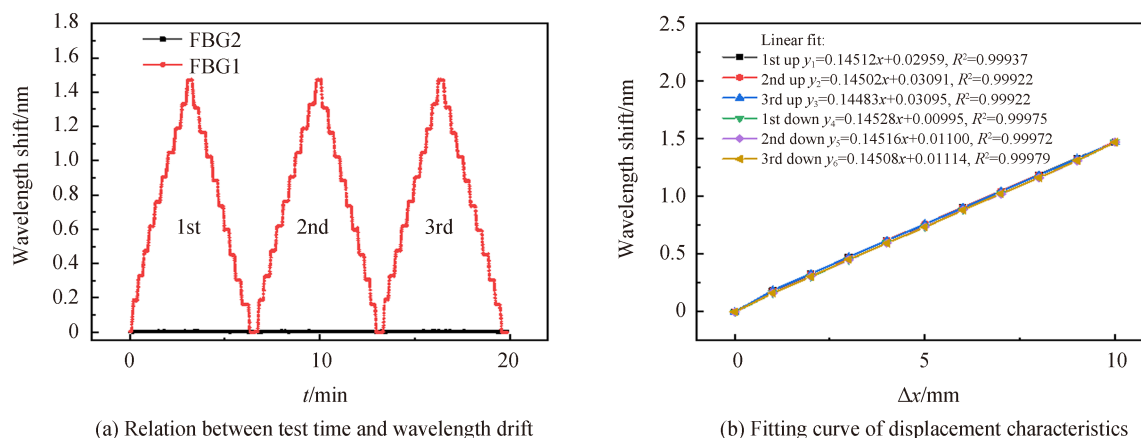 1.8
1.6
1.4
1.2
1.0
0.8
0.6
0.4
0.2
0
Wavelength shift/nm
FBG2
FBG1
1st
2nd
3rd
0
10
20
t/min
(a) Relation between test time and wavelength drift
2.5
2.0
1.5
1.0
0.5
0
Wavelength shift/nm
Linear fit:
1st up y₁=0.14512x+0.02959, R²=0.99937
2nd up y₂=0.14502x+0.03091, R²=0.99922
3rd up y₃=0.14483x+0.03095, R²=0.99922
1st down y₄=0.14528x+0.00995, R²=0.99975
2nd down y₅=0.14516x+0.01100, R²=0.99972
3rd down y₆=0.14508x+0.01114, R²=0.99979
0
5
10
Δx/mm
(b) Fitting curve of displacement characteristics